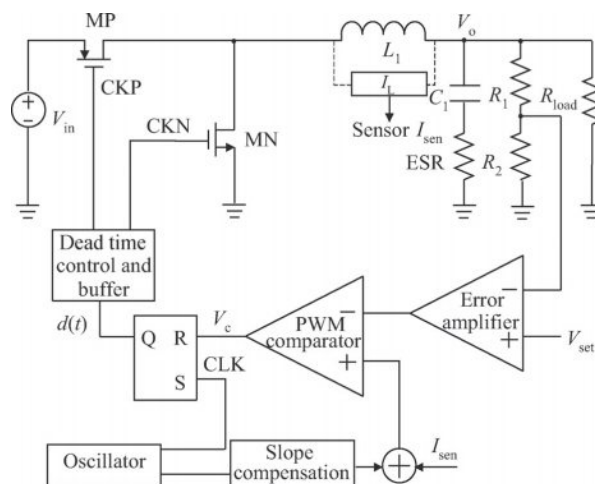 MP
V_o
L_1
CKP
I_L
C_1
R_1
R_load
V_in
CKN
MN
Sensor I_sen
ESR
R_2
Dead time
control and
buffer
d(t)
V_c
Q
R
S
CLK
PWM
comparator
Error
amplifier
V_set
Oscillator
Slope
compensation
I_sen